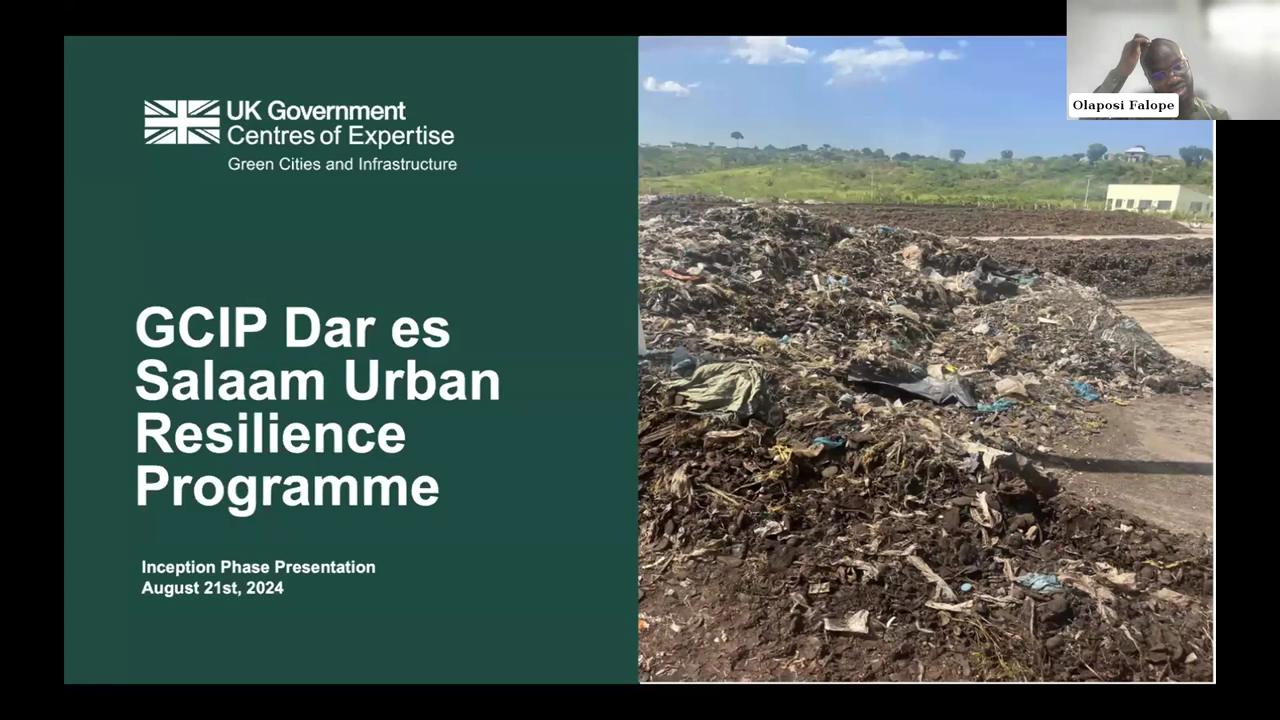 UK Government
Centres of Expertise
Green Cities and Infrastructure
Olaposi Falope
GCIP Dar es
Salaam Urban
Resilience
Programme
Inception Phase Presentation
August 21st, 2024